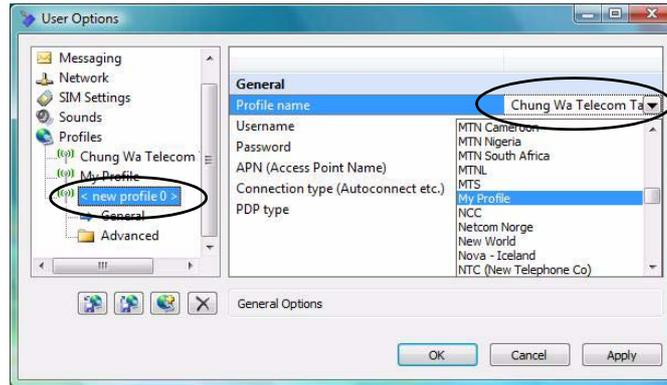 User Options
Messaging
Network
SIM Settings
Sounds
Profiles
Chung Wa Telecom
My Profile
< new profile 0 >
General
Advanced
General
Profile name
Chung Wa Telecom Ta
Username
Password
APN (Access Point Name)
Connection type (Autoconnect etc.)
PDP type
MTN Cameroon
MTN Nigeria
MTN South Africa
MTNL
MTS
My Profile
NCC
Netcom Norge
New World
Nova - Iceland
NTC (New Telephone Co)
General Options
OK
Cancel
Apply